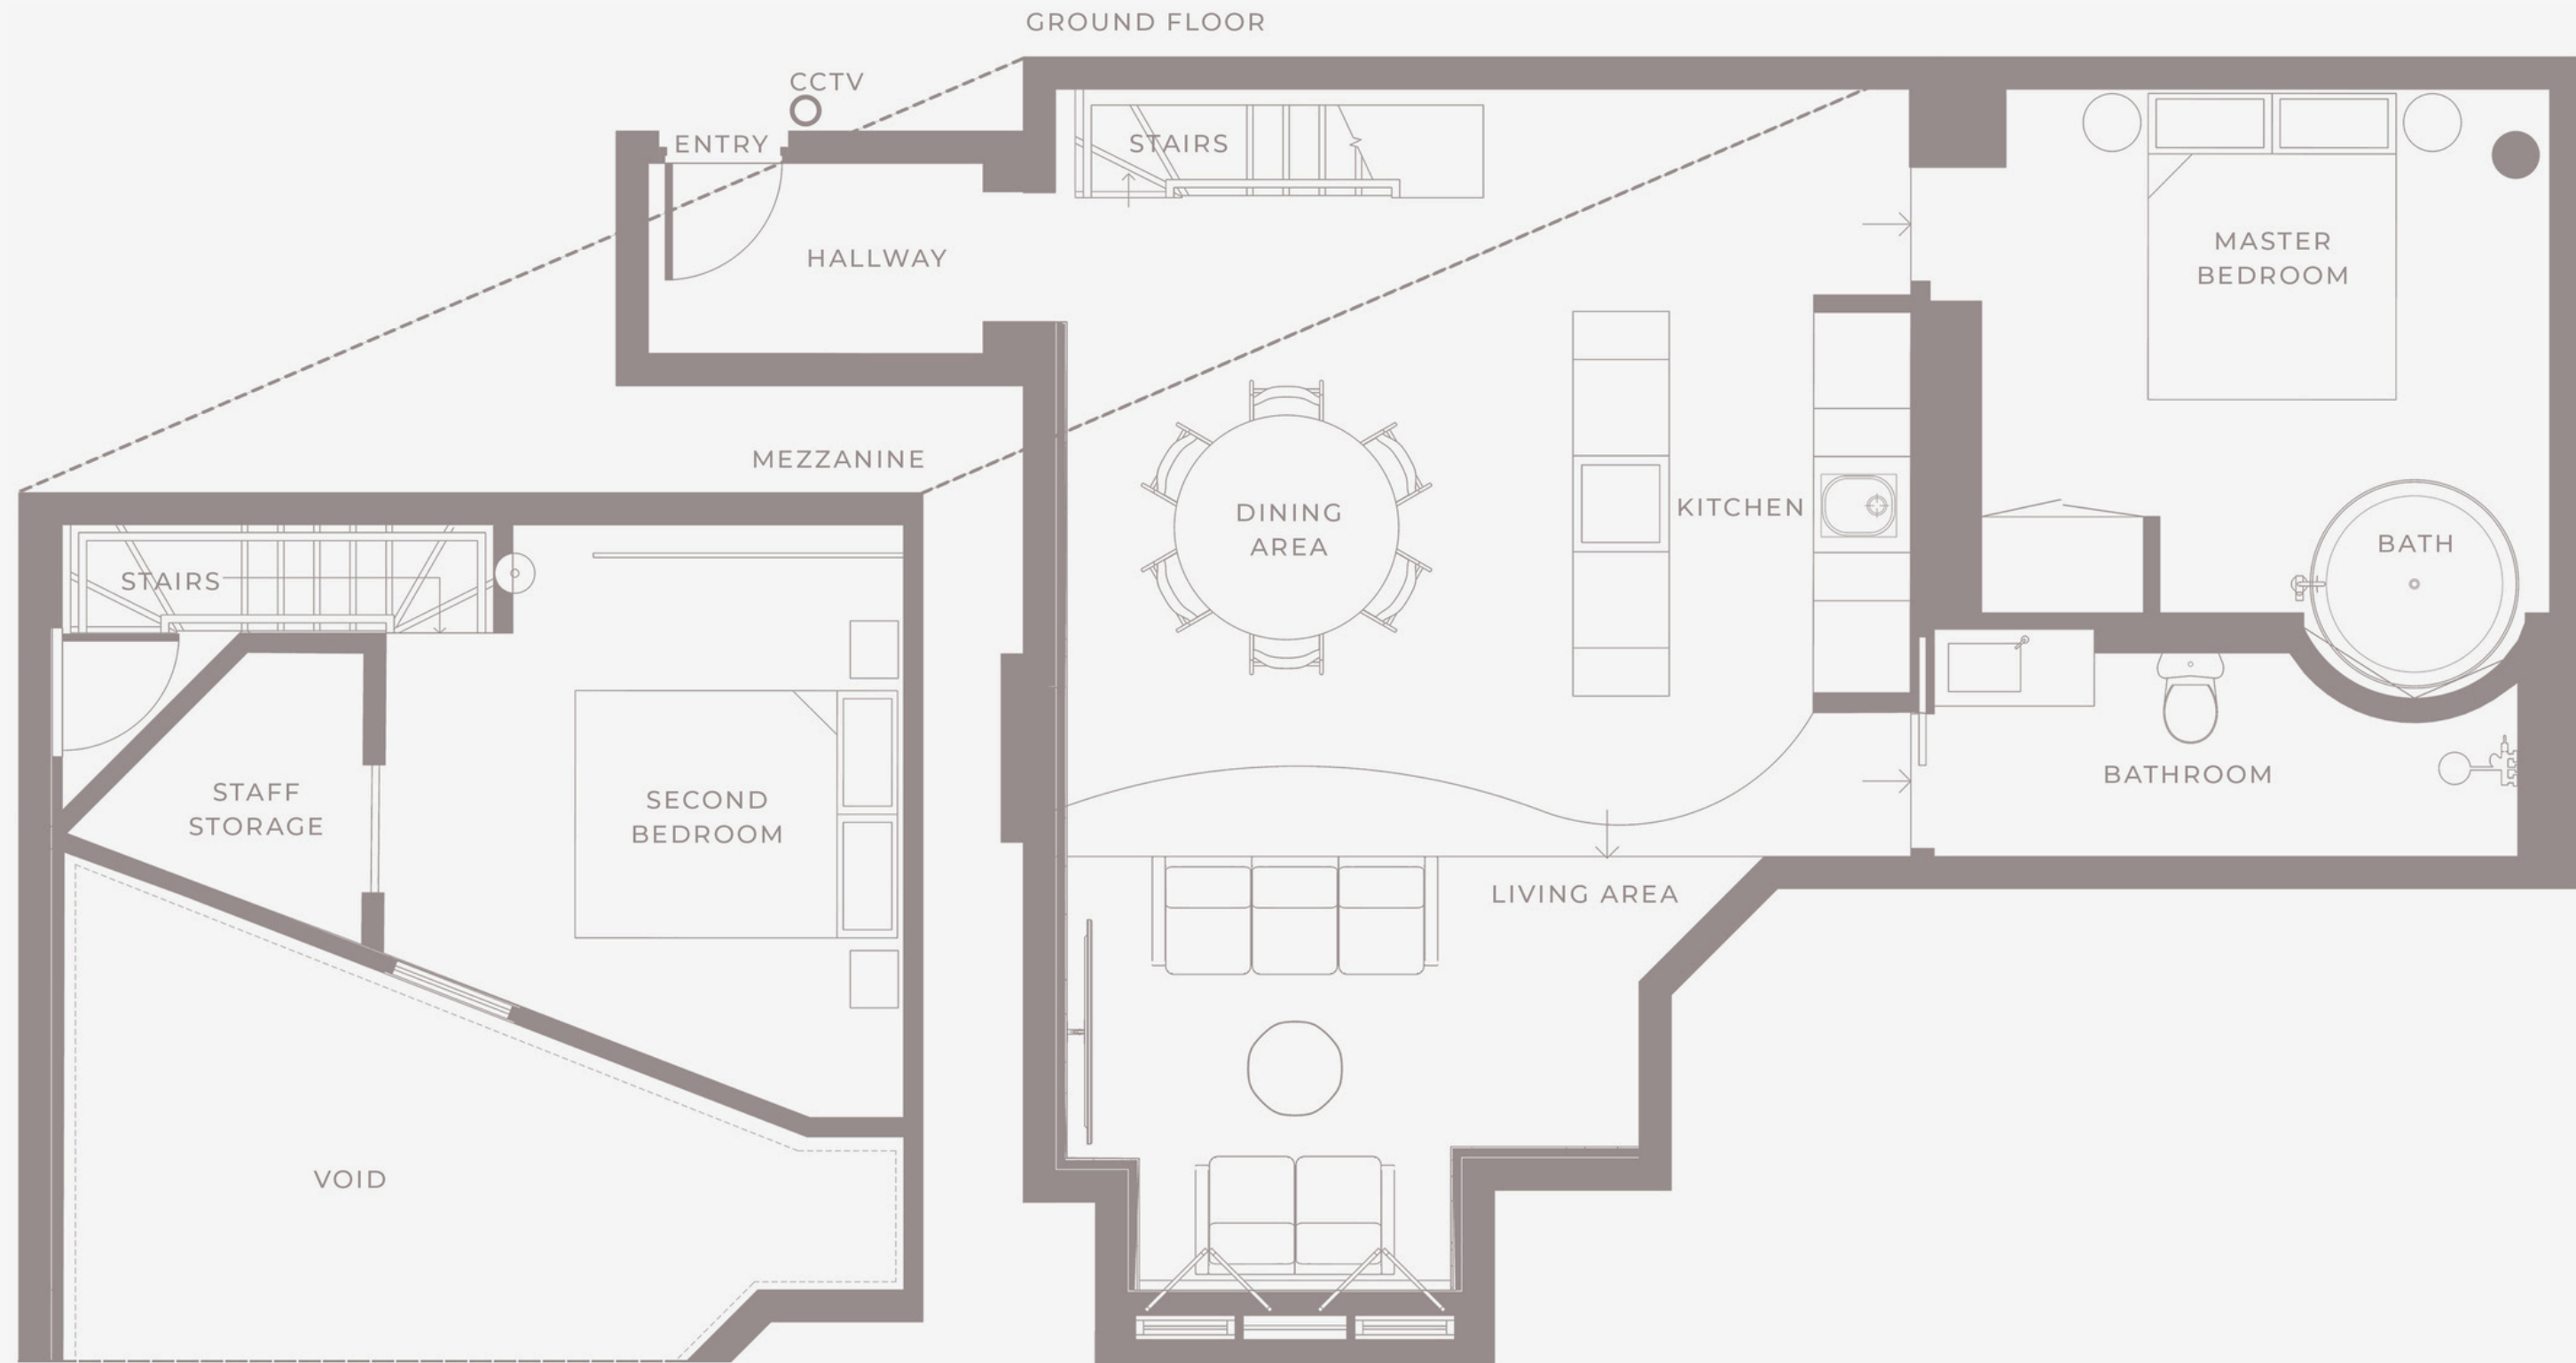 GROUND FLOOR
CCTV
ENTRY
STAIRS
HALLWAY
MASTER
BEDROOM
MEZZANINE
DINING
AREA
KITCHEN
BATH
STAIRS
STAFF
STORAGE
SECOND
BEDROOM
BATHROOM
LIVING AREA
VOID